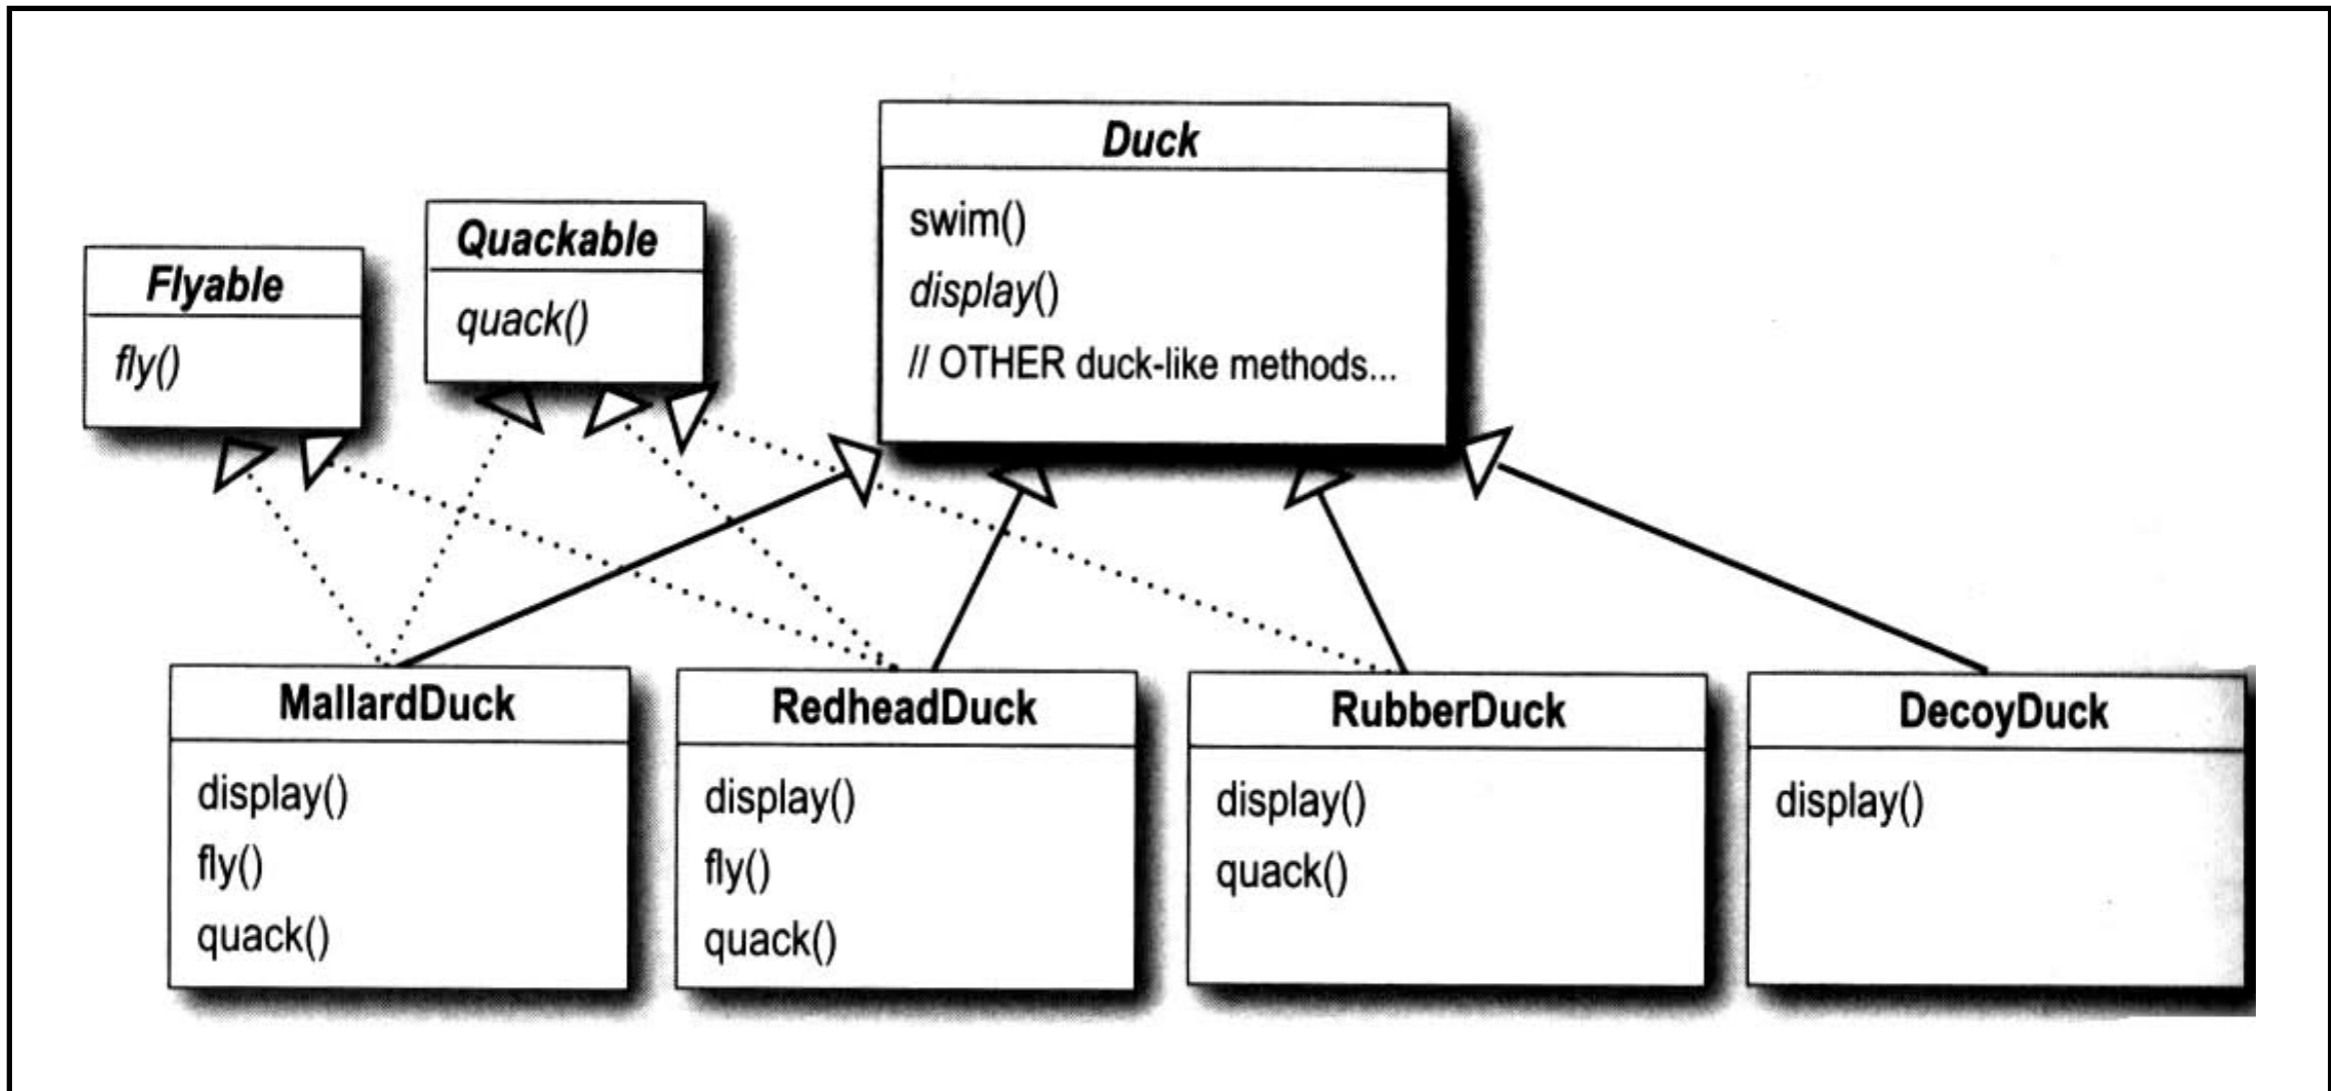 Duck
swim()
display()
// OTHER duck-like methods...
Quackable
quack()
Flyable
fly()
MallardDuck
display()
fly()
quack()
RedheadDuck
display()
fly()
quack()
RubberDuck
display()
quack()
DecoyDuck
display()